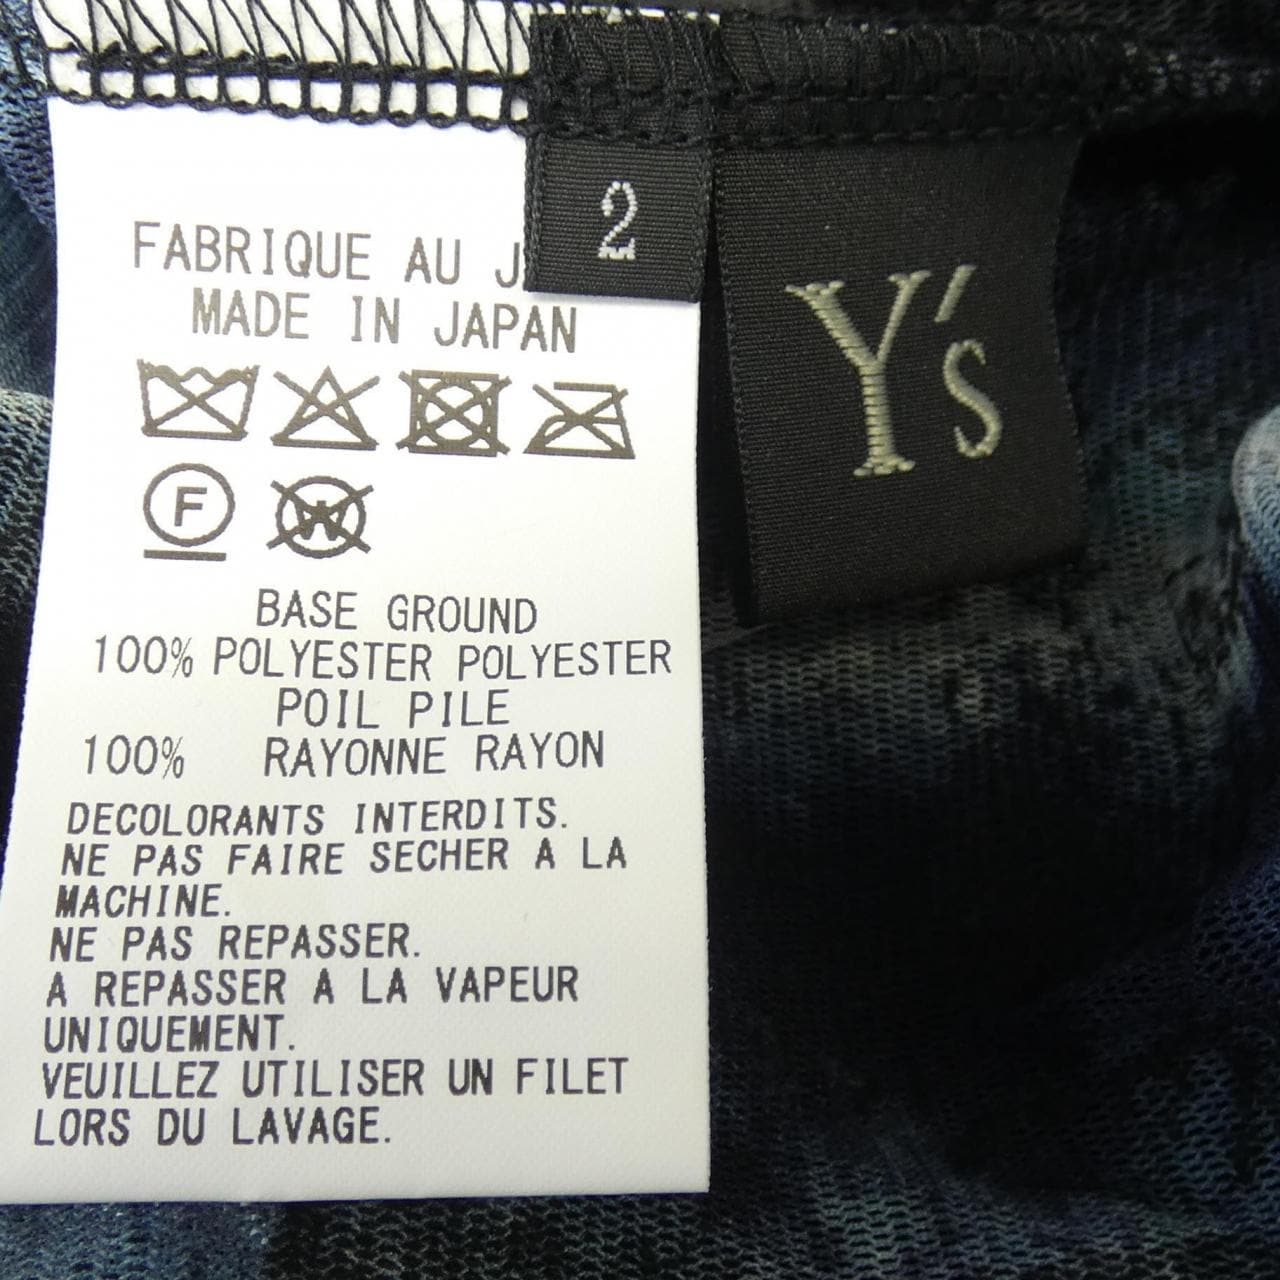 2
Y's
FABRIQUE AU
MADE IN JAPAN
F
W
BASE GROUND
100% POLYESTER POLYESTER
POIL PILE
100% RAYONNE RAYON
DECOLORANTS INTERDITS.
NE PAS FAIRE SECHER A LA
MACHINE.
NE PAS REPASSER.
A REPASSER A LA VAPEUR
UNIQUEMENT.
VEUILLEZ UTILISER UN FILET
LORS DU LAVAGE.